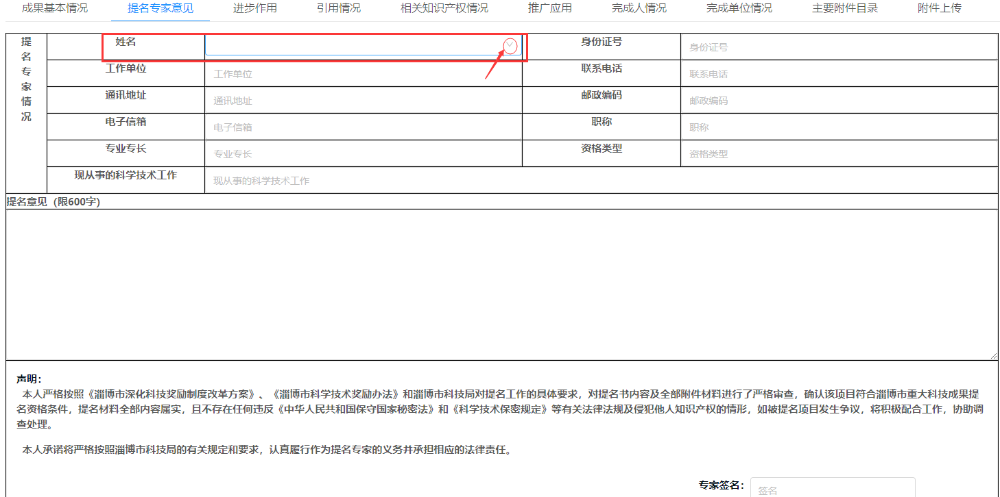 成果基本情况 提名专家意见 进步作用 引用情况 相关知识产权情况 推广应用 完成人情况 完成单位情况 主要附件目录 附件上传
提名专家情况
姓名 身份证号 身份证号
工作单位 工作单位 联系电话 联系电话
通讯地址 通讯地址 邮政编码 邮政编码
电子信箱 电子信箱 职称 职称
专业专长 专业专长 资格类型 资格类型
现从事的科学技术工作 现从事的科学技术工作
提名意见（限600字）
声明：
本人严格按照《淄博市深化科技奖励制度改革方案》、《淄博市科学技术奖励办法》和淄博市科技局对提名工作的具体要求，对提名书内容及全部附件材料进行了严格审查，确认该项目符合淄博市重大科技成果提
名资格条件，提名材料全部内容属实，且不存在任何违反《中华人民共和国保守国家秘密法》和《科学技术保密规定》等有关法律法规及侵犯他人知识产权的情形，如被提名项目发生争议，将积极配合工作，协助调
查处理。
本人承诺将严格按照淄博市科技局的有关规定和要求，认真履行作为提名专家的义务并承担相应的法律责任。
专家签名： 签名